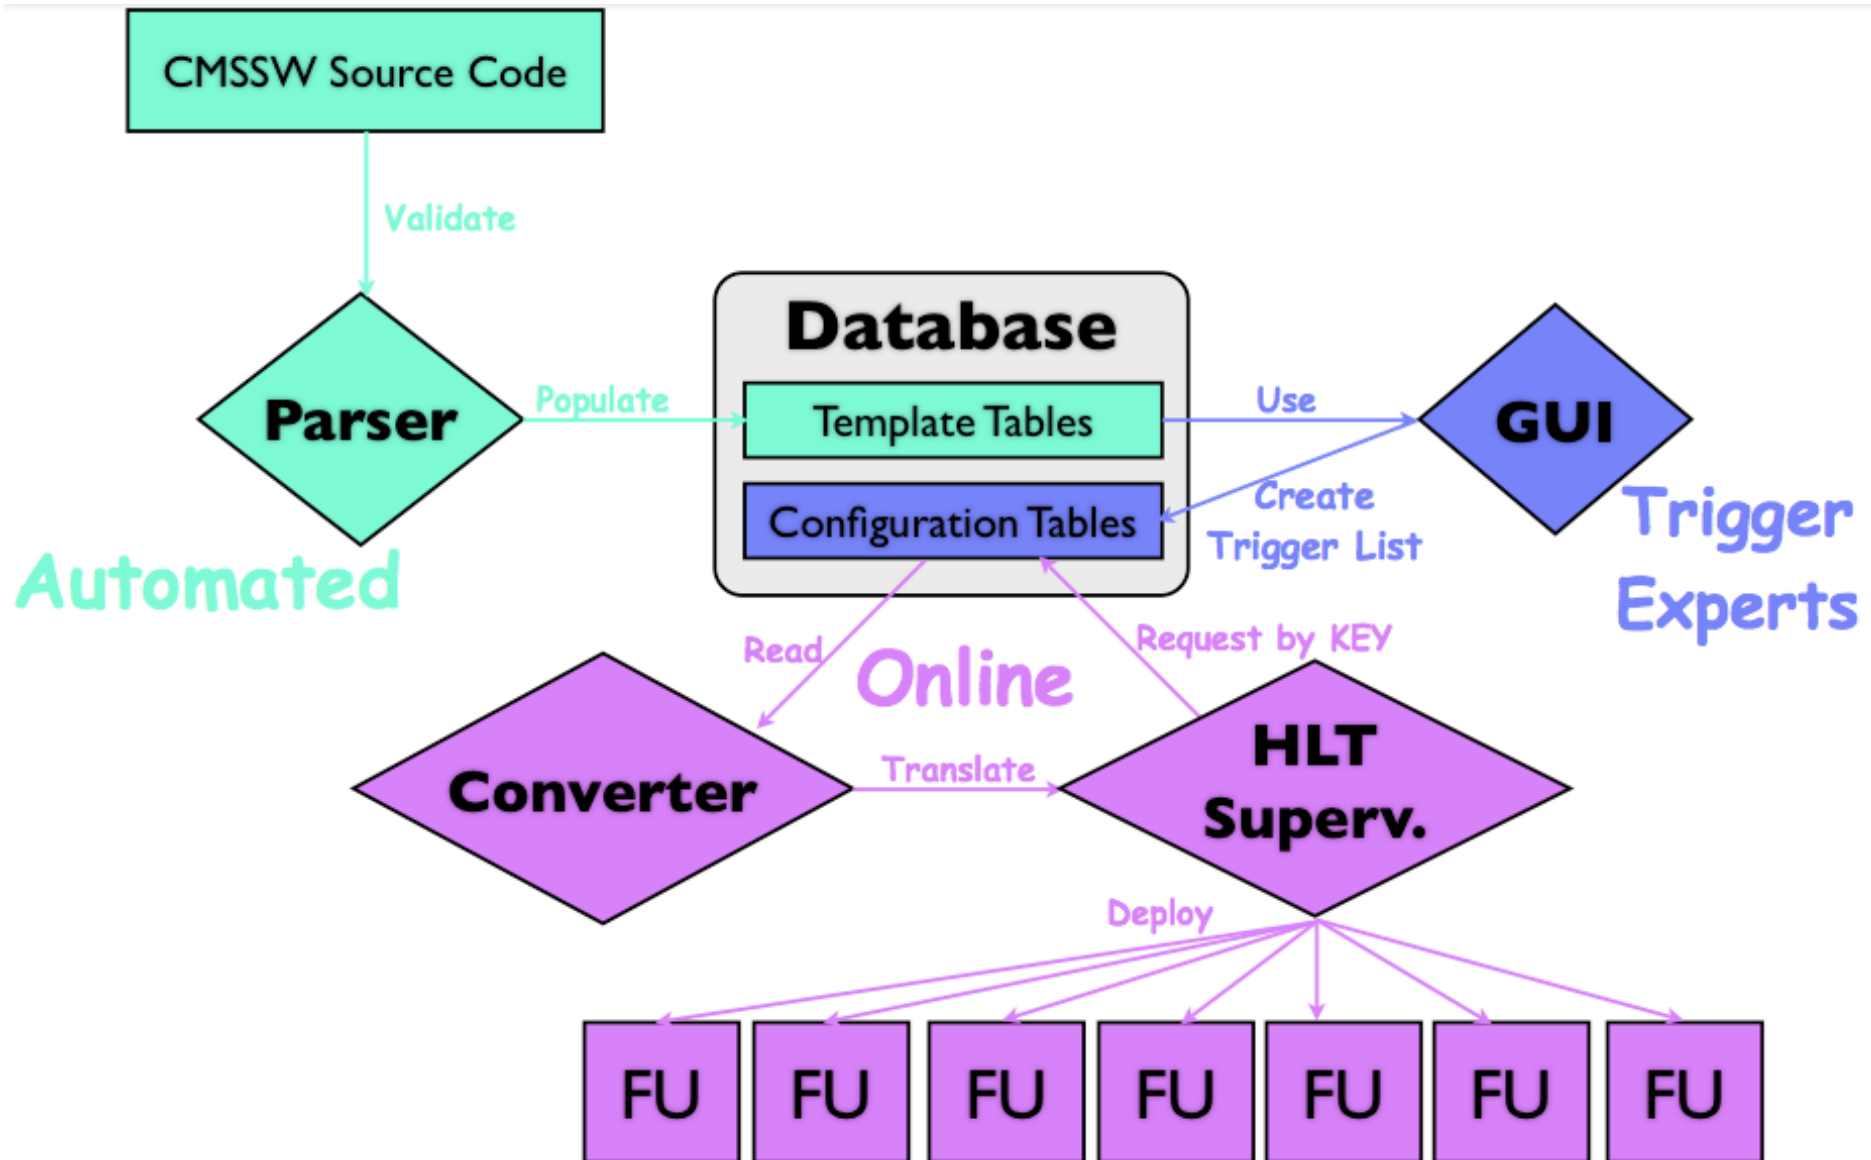 CMSSW Source Code
Validate
Database
Parser
Populate
Template Tables
Use
GUI
Configuration Tables
Create
Trigger List
Trigger
Experts
Automated
Read
Online
Request by KEY
Converter
Translate
HLT
Superv.
Deploy
FU
FU
FU
FU
FU
FU
FU